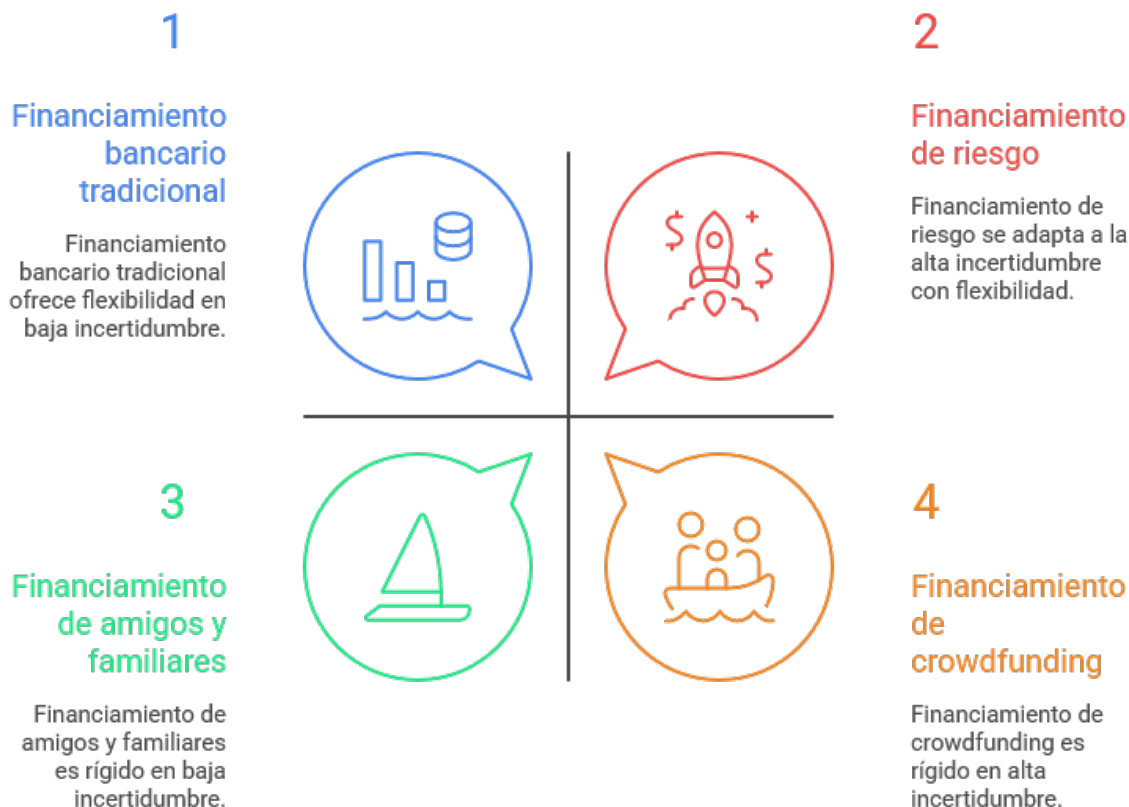 1
Financiamiento
bancario
tradicional
Financiamiento
bancario tradicional
ofrece flexibilidad en
baja incertidumbre.
2
Financiamiento
de riesgo
Financiamiento de
riesgo se adapta a la
alta incertidumbre
con flexibilidad.
$
$
3
Financiamiento
de amigos y
familiares
Financiamiento de
amigos y familiares
es rígido en baja
incertidumbre.
4
Financiamiento
de
crowdfunding
Financiamiento de
crowdfunding es
rígido en alta
incertidumbre.